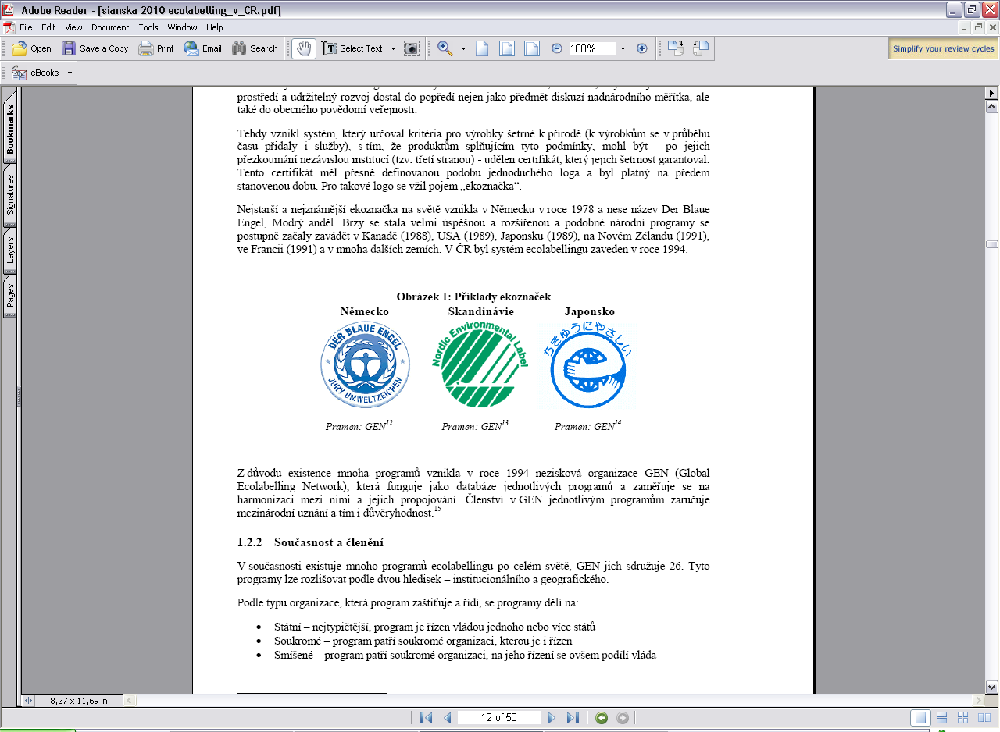 Adobe Reader - [sianska 2010 ecolabelling_v_CR.pdf]
File Edit View Document Tools Window Help
Open Save a Copy Print Email Search Select Text 100% Simplify your review cycles
eBooks
Bookmarks
Signatures
Layers
Pages
prostředí a udržitelný rozvoj dostal do popředí nejen jako předmět diskuzí nadnárodního měřítka, ale
také do obecného povědomí veřejnosti.
Tehdy vznikl systém, který určoval kritéria pro výrobky šetrné k přírodě (k výrobkům se v průběhu
času přidaly i služby), s tím, že produktům splňujícím tyto podmínky, mohl být - po jejich
přezkoumání nezávislou institucí (tzv. třetí stranou) - udělen certifikát, který jejich šetrnost garantoval.
Tento certifikát měl přesně definovanou podobu jednoduchého loga a byl platný na předem
stanovenou dobu. Pro takové logo se vžil pojem „ekoznačka“.
Nejstarší a nejznámější ekoznačka na světě vznikla v Německu v roce 1978 a nese název Der Blaue
Engel, Modrý anděl. Brzy se stala velmi úspěšnou a rozšířenou a podobné národní programy se
postupně začaly zavádět v Kanadě (1988), USA (1989), Japonsku (1989), na Novém Zélandu (1991),
ve Francii (1991) a v mnoha dalších zemích. V ČR byl systém ecolabellingu zaveden v roce 1994.
Obrázek 1: Příklady ekoznaček
Německo Skandinávie Japonsko
DER BLAUE ENGEL
JURY UMWELTZEICHEN
Nordic Environmental Label
ちきゅうにやさしい
Pramen: GEN12 Pramen: GEN13 Pramen: GEN14
Z důvodu existence mnoha programů vznikla v roce 1994 nezisková organizace GEN (Global
Ecolabelling Network), která funguje jako databáze jednotlivých programů a zaměřuje se na
harmonizaci mezi nimi a jejich propojování. Členství v GEN jednotlivým programům zaručuje
mezinárodní uznání a tím i důvěryhodnost.15
1.2.2 Současnost a členění
V současnosti existuje mnoho programů ecolabellingu po celém světě, GEN jich sdružuje 26. Tyto
programy lze rozlišovat podle dvou hledisek – institucionálního a geografického.
Podle typu organizace, která program zaštiťuje a řídí, se programy dělí na:
• Státní – nejtypičtější, program je řízen vládou jednoho nebo více států
• Soukromé – program patří soukromé organizaci, kterou je i řízen
• Smíšené – program patří soukromé organizaci, na jeho řízení se ovšem podílí vláda
8,27 x 11,69 in
12 of 50